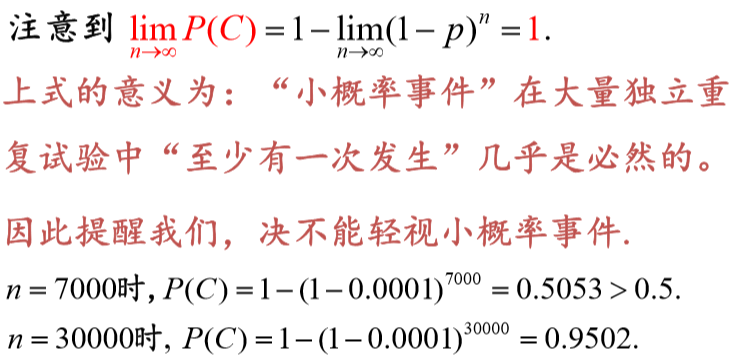 注意到 lim P(C) = 1 − lim (1 − p)ⁿ = 1.
n→∞ n→∞
上式的意义为：“小概率事件”在大量独立重
复试验中“至少有一次发生”几乎是必然的。
因此提醒我们，决不能轻视小概率事件.
n = 7000时, P(C) = 1 − (1 − 0.0001)⁷⁰⁰⁰ = 0.5053 > 0.5.
n = 30000时, P(C) = 1 − (1 − 0.0001)³⁰⁰⁰⁰ = 0.9502.